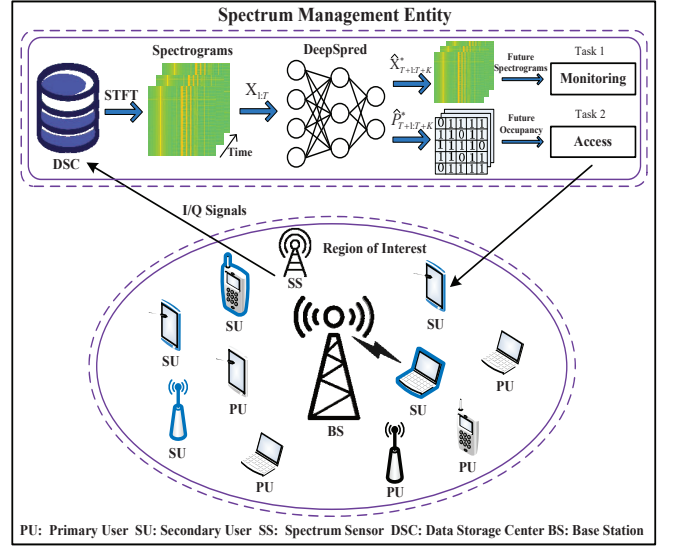 Spectrum Management Entity
Spectrograms
DeepSpred
Task 1
STFT
X_{1:T}
X̂*_{T+1:T+K}
Future
Spectrograms
Monitoring
Time
DSC
P̂*_{T+1:T+K}
Future
Occupancy
Task 2
Access
I/Q Signals
Region of Interest
SS
SU
SU
SU
PU
PU
SU
SU
BS
PU
PU
PU
PU: Primary User SU: Secondary User SS: Spectrum Sensor DSC: Data Storage Center BS: Base Station